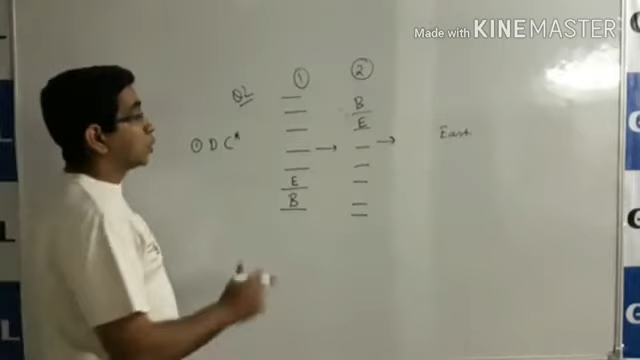 Made with KINEMASTER
Q2 ① ②
B
E
① D C → → East
E
B
L
L